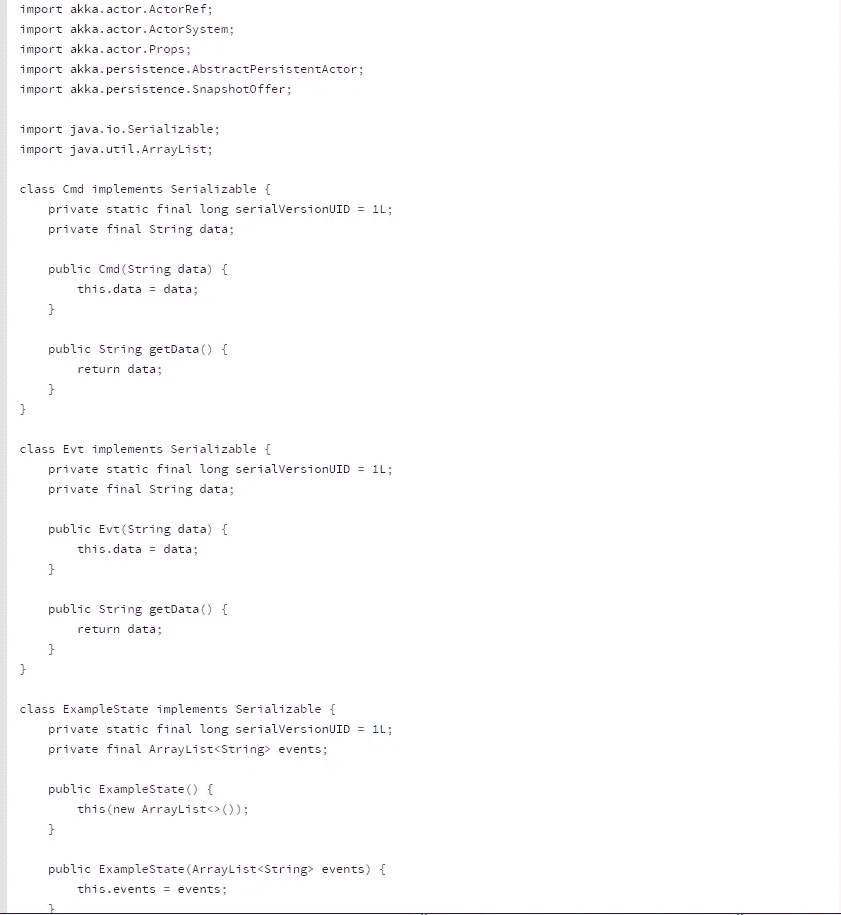 import akka.actor.ActorRef;
import akka.actor.ActorSystem;
import akka.actor.Props;
import akka.persistence.AbstractPersistentActor;
import akka.persistence.SnapshotOffer;

import java.io.Serializable;
import java.util.ArrayList;

class Cmd implements Serializable {
    private static final long serialVersionUID = 1L;
    private final String data;

    public Cmd(String data) {
        this.data = data;
    }

    public String getData() {
        return data;
    }
}

class Evt implements Serializable {
    private static final long serialVersionUID = 1L;
    private final String data;

    public Evt(String data) {
        this.data = data;
    }

    public String getData() {
        return data;
    }
}

class ExampleState implements Serializable {
    private static final long serialVersionUID = 1L;
    private final ArrayList<String> events;

    public ExampleState() {
        this(new ArrayList<>());
    }

    public ExampleState(ArrayList<String> events) {
        this.events = events;
    }